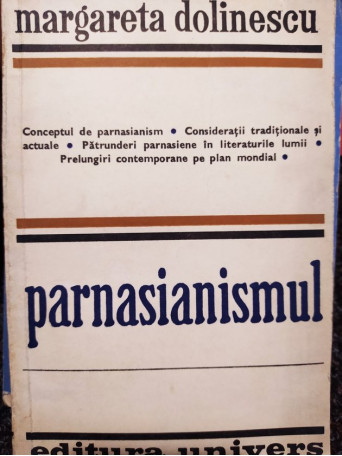 margareta dolinescu
Conceptul de parnasianism • Considerații tradiționale și
actuale • Pătrunderi parnasiene în literaturile lumii •
Prelungiri contemporane pe plan mondial •
parnasianismul
editura univers